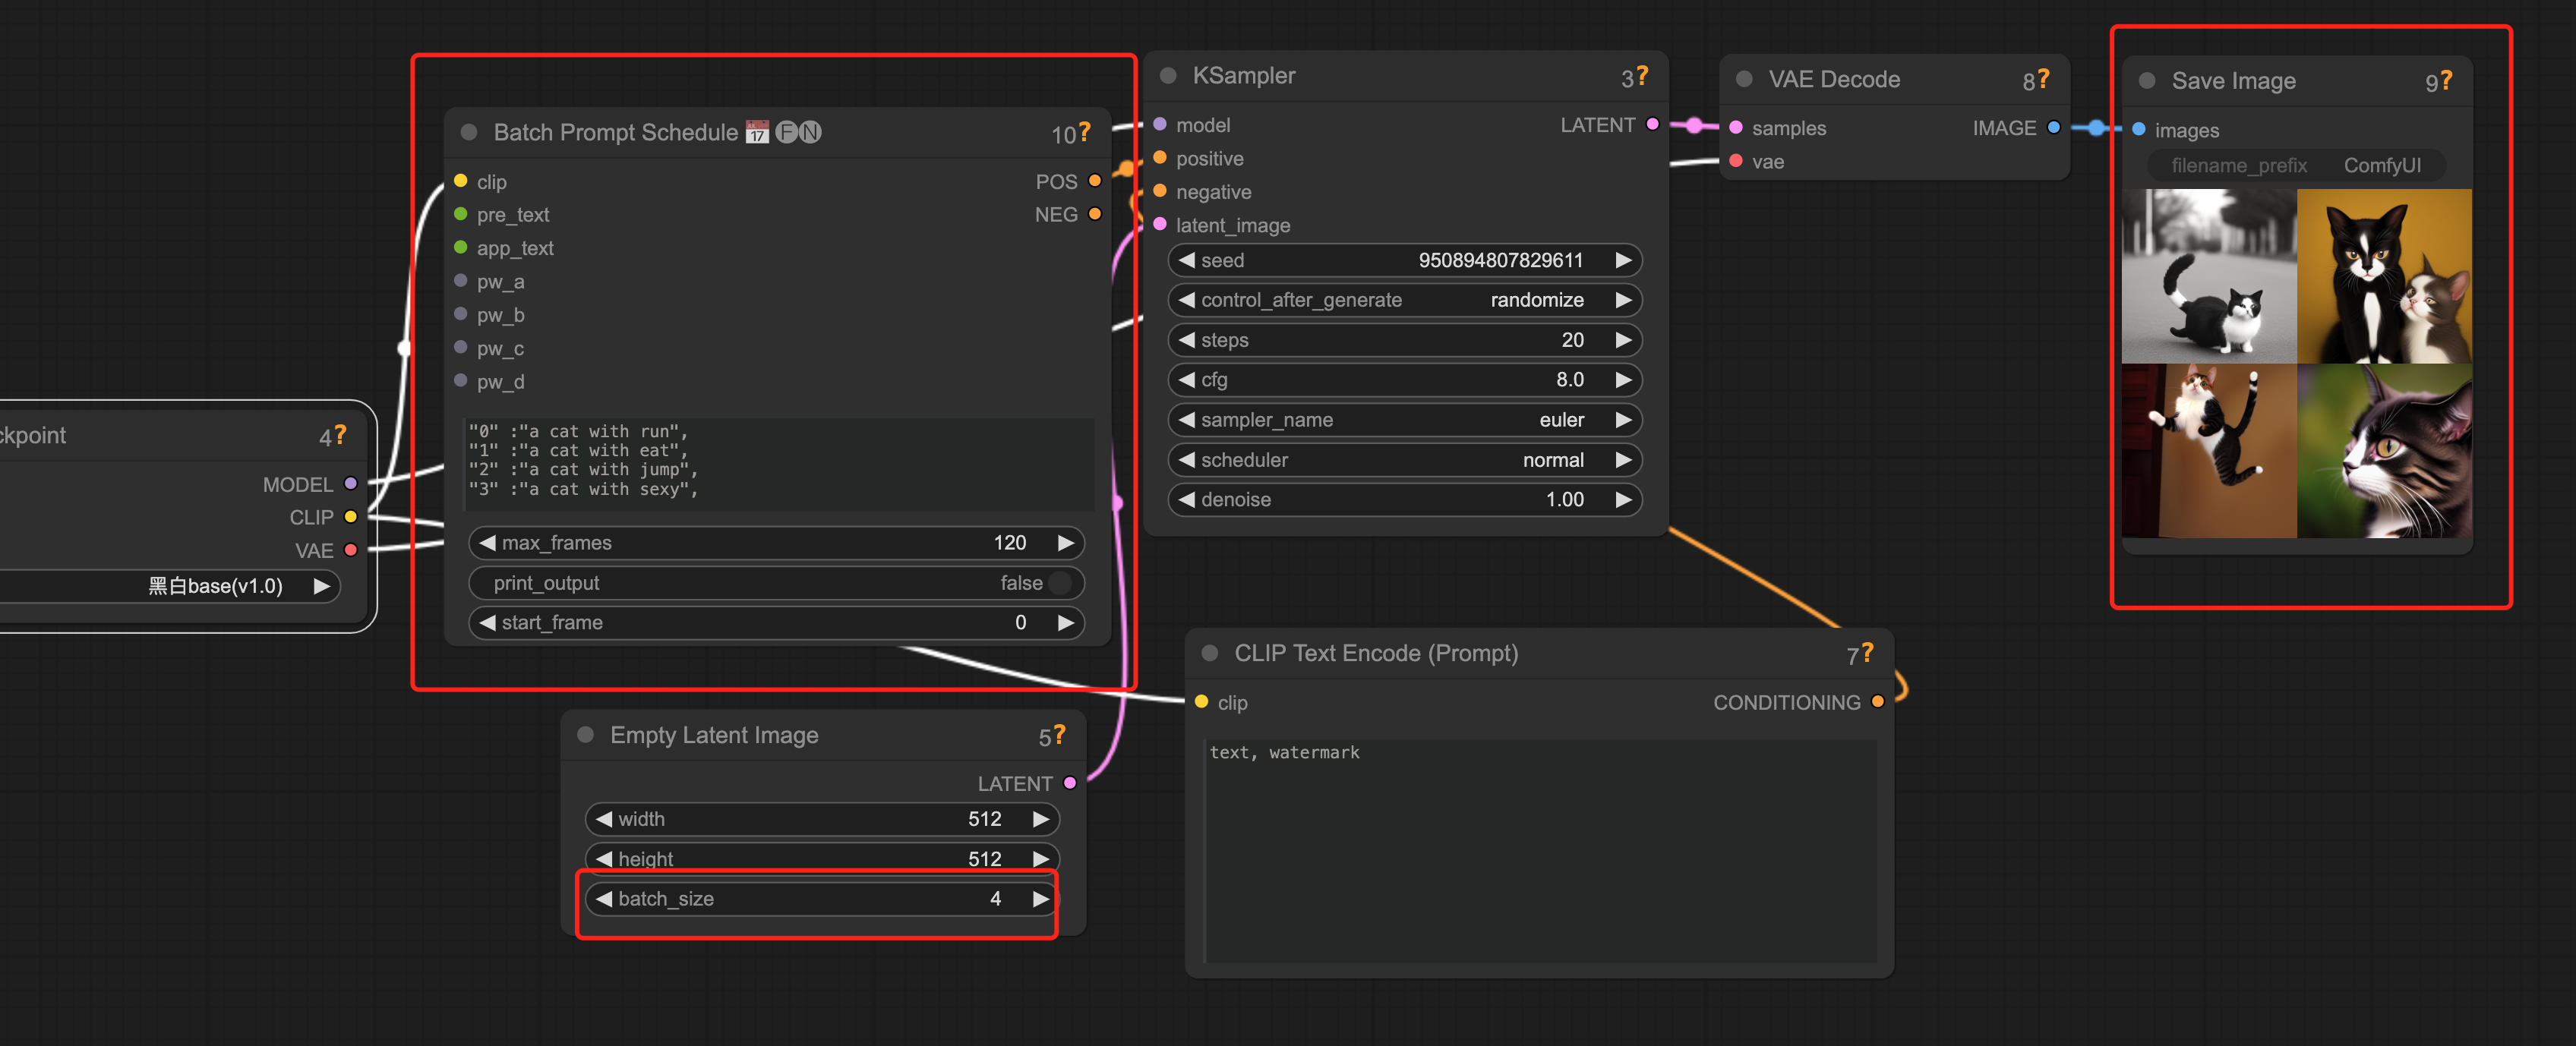 ckpoint
4?
MODEL
CLIP
VAE
黑白base(v1.0)
Batch Prompt Schedule 📅🅕🅝
10?
clip
POS
pre_text
NEG
app_text
pw_a
pw_b
pw_c
pw_d
"0" :"a cat with run",
"1" :"a cat with eat",
"2" :"a cat with jump",
"3" :"a cat with sexy",
max_frames 120
print_output false
start_frame 0
Empty Latent Image
5?
LATENT
width 512
height 512
batch_size 4
KSampler
3?
model
LATENT
positive
negative
latent_image
seed 950894807829611
control_after_generate randomize
steps 20
cfg 8.0
sampler_name euler
scheduler normal
denoise 1.00
CLIP Text Encode (Prompt)
7?
clip
CONDITIONING
text, watermark
VAE Decode
8?
samples
IMAGE
vae
Save Image
9?
images
filename_prefix ComfyUI